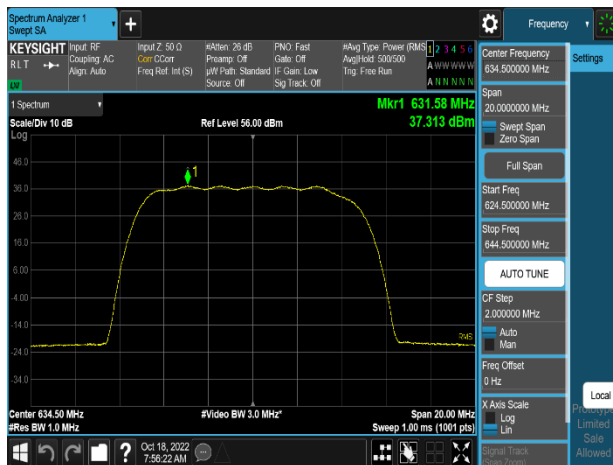 Spectrum Analyzer 1
Swept SA
+
Frequency
KEYSIGHT
RLT
Input: RF
Coupling: AC
Align: Auto
Input Z: 50 Ω
Corr CCorr
Freq Ref: Int (S)
#Atten: 26 dB
Preamp: Off
µW Path: Standard
Source: Off
PNO: Fast
Gate: Off
IF Gain: Low
Sig Track: Off
#Avg Type: Power (RMS
Avg|Hold: 500/500
Trig: Free Run
1 2 3 4 5 6
A W W W W W
A N N N N N
1 Spectrum
Scale/Div 10 dB
Log
Ref Level 56.00 dBm
Mkr1 631.58 MHz
37.313 dBm
46.0
36.0
26.0
16.0
6.00
-4.00
-14.0
-24.0
-34.0
1
RMS
Center 634.50 MHz
#Res BW 1.0 MHz
#Video BW 3.0 MHz*
Span 20.00 MHz
Sweep 1.00 ms (1001 pts)
Oct 18, 2022
7:56:22 AM
?
Center Frequency
634.500000 MHz
Span
20.0000000 MHz
Swept Span
Zero Span
Full Span
Start Freq
624.500000 MHz
Stop Freq
644.500000 MHz
AUTO TUNE
CF Step
2.000000 MHz
Auto
Man
Freq Offset
0 Hz
X Axis Scale
Log
Lin
Signal Track
(Span Zoom)
Settings
Local
Prototype
Limited
Sale
Allowed